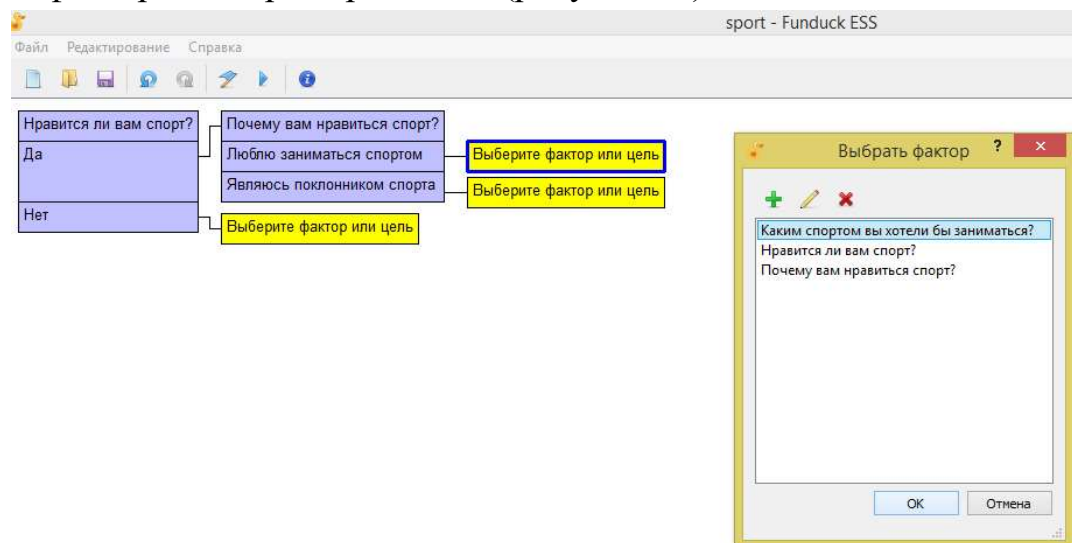 sport - Funduck ESS
Файл Редактирование Справка
Нравится ли вам спорт?
Да
Нет
Почему вам нравиться спорт?
Люблю заниматься спортом
Являюсь поклонником спорта
Выберите фактор или цель
Выберите фактор или цель
Выберите фактор или цель
Выбрать фактор ?
Каким спортом вы хотели бы заниматься?
Нравится ли вам спорт?
Почему вам нравиться спорт?
OK Отмена